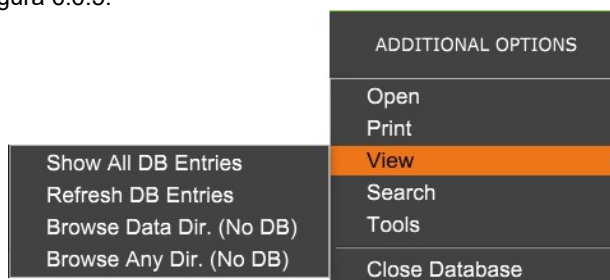 gura 6.6.3.
ADDITIONAL OPTIONS
Open
Print
View
Search
Tools
Close Database
Show All DB Entries
Refresh DB Entries
Browse Data Dir. (No DB)
Browse Any Dir. (No DB)